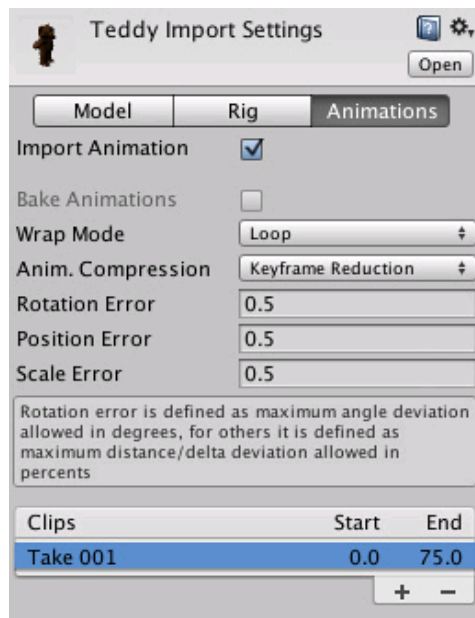 Teddy Import Settings
Open
Model Rig Animations
Import Animation
Bake Animations
Wrap Mode Loop
Anim. Compression Keyframe Reduction
Rotation Error 0.5
Position Error 0.5
Scale Error 0.5
Rotation error is defined as maximum angle deviation
allowed in degrees, for others it is defined as
maximum distance/delta deviation allowed in
percents
Clips Start End
Take 001 0.0 75.0
+ −